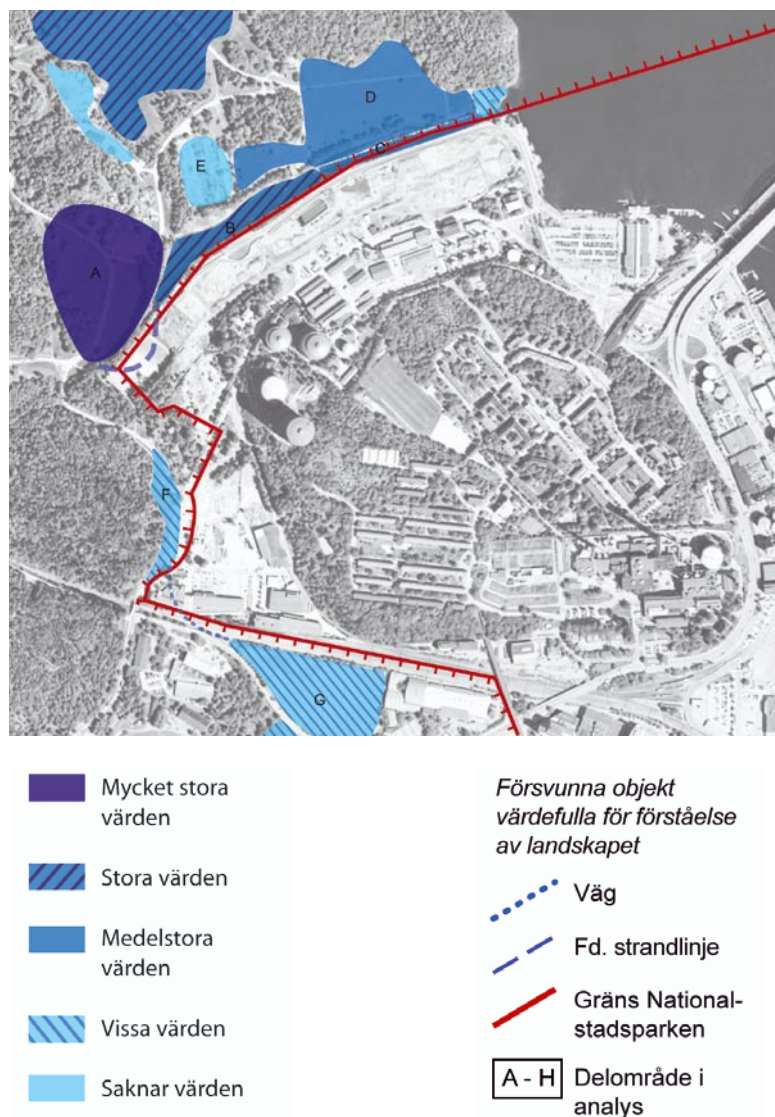 D
C
E
B
A
F
G
Mycket stora
värden
Stora värden
Medelstora
värden
Vissa värden
Saknar värden
Försvunna objekt
värdefulla för förståelse
av landskapet
Väg
Fd. strandlinje
Gräns National-
stadsparken
A - H Delområde i
analys